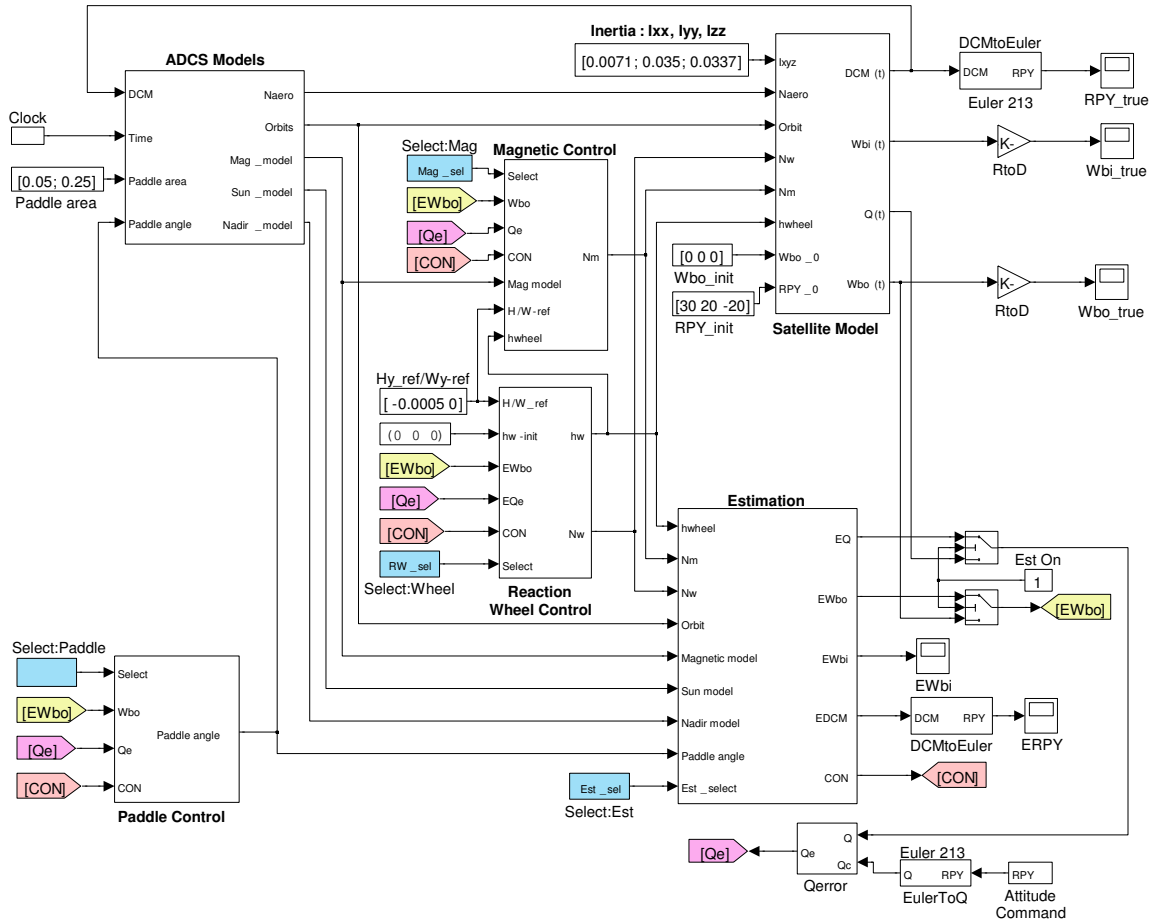 ADCS Models
DCM
Time
Paddle area
Paddle angle
Naero
Orbits
Mag _model
Sun _model
Nadir _model
Clock
[0.05; 0.25]
Paddle area
Inertia : Ixx, Iyy, Izz
[0.0071; 0.035; 0.0337]
Ixyz
Naero
Orbit
Nw
Nm
hwheel
Wbo _0
RPY _0
DCM (t)
Wbi (t)
Q(t)
Wbo (t)
Satellite Model
[0 0 0]
Wbo_init
[30 20 -20]
RPY_init
DCMtoEuler
DCM
RPY
Euler 213
RPY_true
K-
RtoD
Wbi_true
K-
RtoD
Wbo_true
Select:Mag
Mag _sel
[EWbo]
[Qe]
[CON]
Magnetic Control
Select
Wbo
Qe
CON
Mag model
H/W-ref
hwheel
Nm
Hy_ref/Wy-ref
[ -0.0005 0]
(0 0 0)
[EWbo]
[Qe]
[CON]
RW _sel
Select:Wheel
H/W_ref
hw -init
EWbo
EQe
CON
Select
hw
Nw
Reaction
Wheel Control
Estimation
hwheel
Nm
Nw
Orbit
Magnetic model
Sun model
Nadir model
Paddle angle
Est _select
EQ
EWbo
EWbi
EDCM
CON
Est _sel
Select:Est
Est On
1
[EWbo]
EWbi
DCM
RPY
DCMtoEuler
ERPY
[CON]
Select:Paddle
[EWbo]
[Qe]
[CON]
Select
Wbo
Qe
CON
Paddle angle
Paddle Control
[Qe]
Qe
Q
Qc
Qerror
Euler 213
Q
RPY
EulerToQ
RPY
Attitude
Command